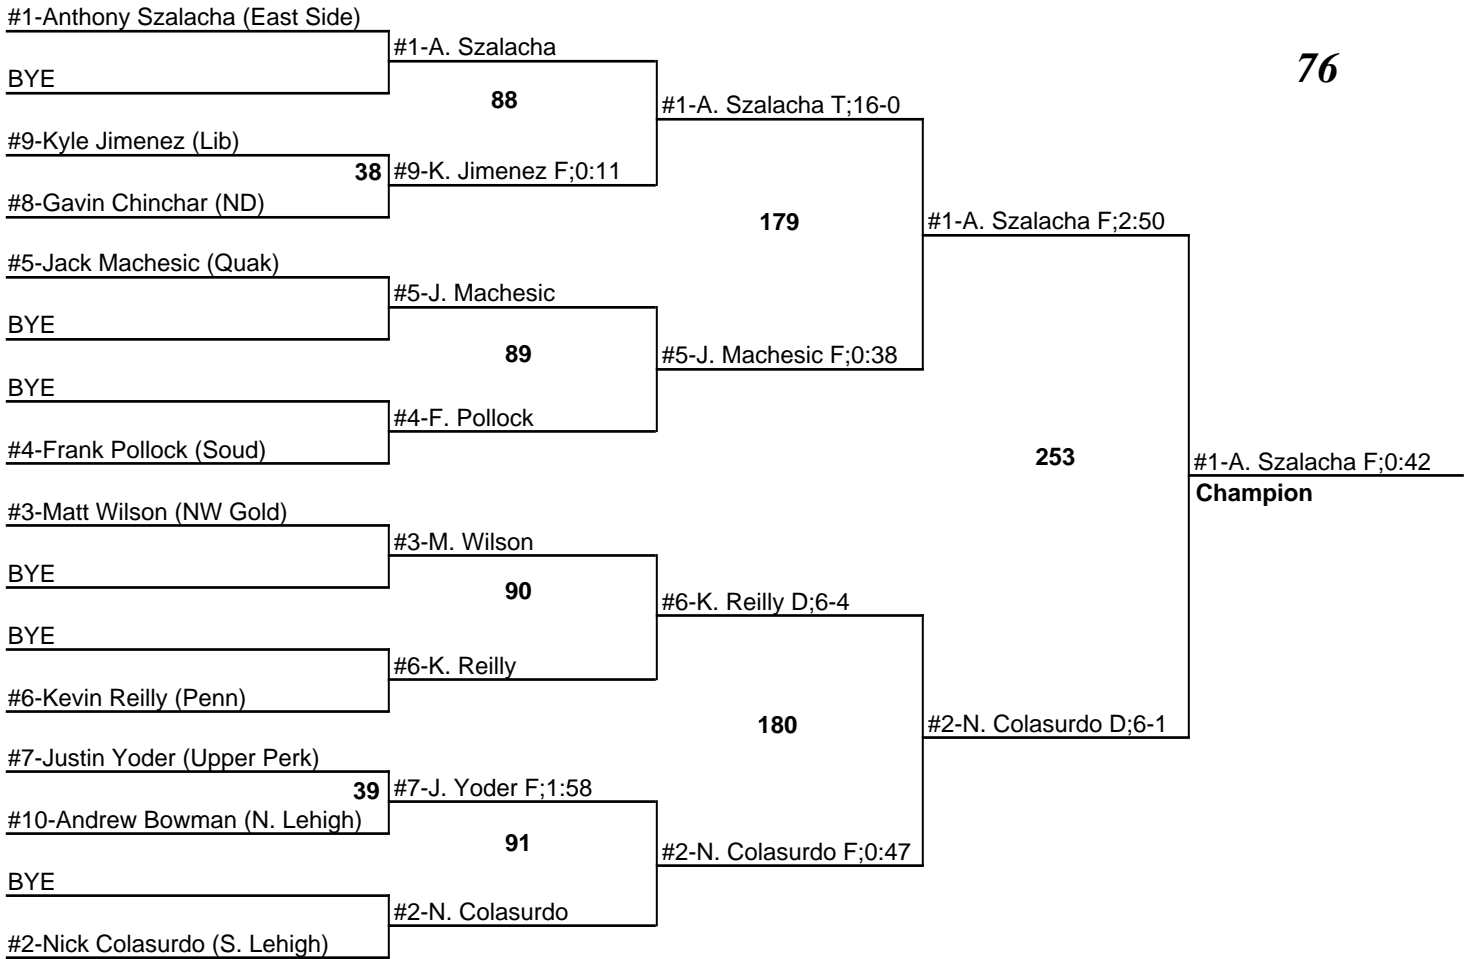 #1-Anthony Szalacha (East Side)
#1-A. Szalacha
76
BYE
88
#1-A. Szalacha T;16-0
#9-Kyle Jimenez (Lib)
38
#9-K. Jimenez F;0:11
#8-Gavin Chinchar (ND)
179
#1-A. Szalacha F;2:50
#5-Jack Machesic (Quak)
#5-J. Machesic
BYE
89
#5-J. Machesic F;0:38
BYE
#4-F. Pollock
#4-Frank Pollock (Soud)
253
#1-A. Szalacha F;0:42
Champion
#3-Matt Wilson (NW Gold)
#3-M. Wilson
BYE
90
#6-K. Reilly D;6-4
BYE
#6-K. Reilly
#6-Kevin Reilly (Penn)
180
#2-N. Colasurdo D;6-1
#7-Justin Yoder (Upper Perk)
39
#7-J. Yoder F;1:58
#10-Andrew Bowman (N. Lehigh)
91
#2-N. Colasurdo F;0:47
BYE
#2-N. Colasurdo
#2-Nick Colasurdo (S. Lehigh)